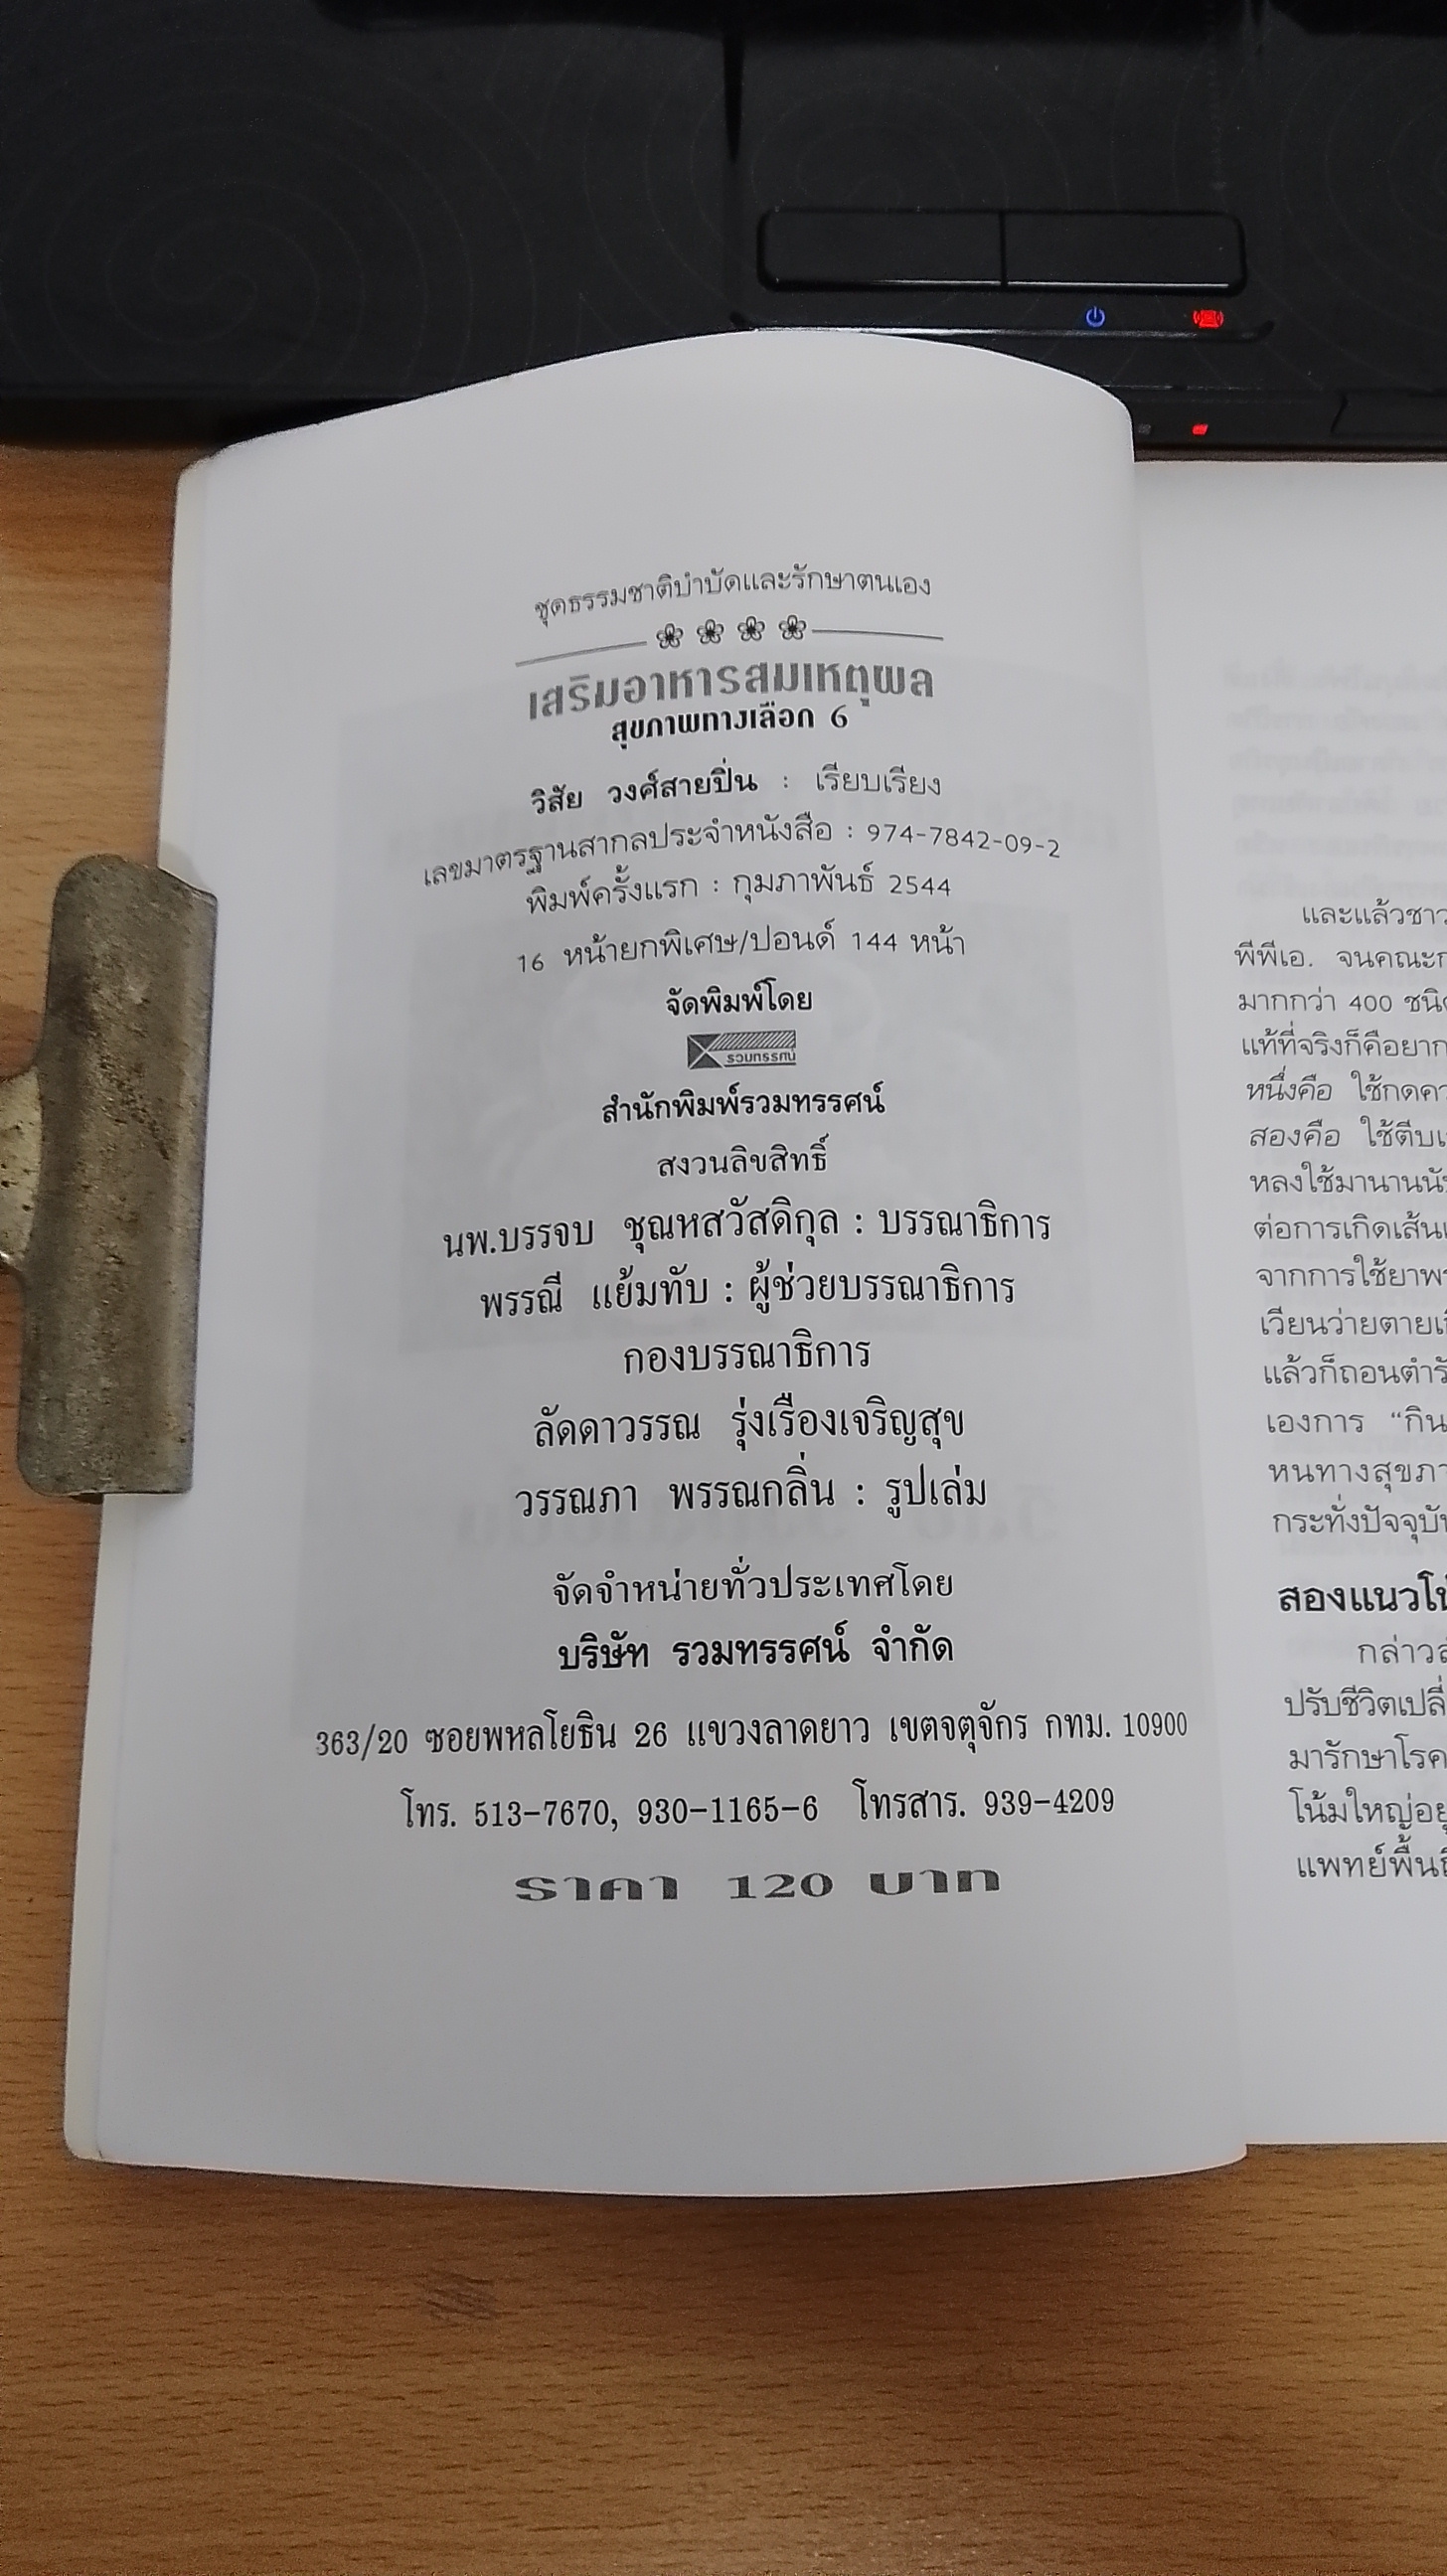 ชุดธรรมชาติบำบัดและรักษาตนเอง
เสริมอาหารสมเหตุผล
สุขภาพทางเลือก 6
วิสัย วงศ์สายปิ่น : เรียบเรียง
เลขมาตรฐานสากลประจำหนังสือ : 974-7842-09-2
พิมพ์ครั้งแรก : กุมภาพันธ์ 2544
16 หน้ายกพิเศษ/ปอนด์ 144 หน้า
จัดพิมพ์โดย
รวมทรรศน์
สำนักพิมพ์รวมทรรศน์
สงวนลิขสิทธิ์
นพ.บรรจบ ชุณหสวัสดิกุล : บรรณาธิการ
พรรณี แย้มทับ : ผู้ช่วยบรรณาธิการ
กองบรรณาธิการ
ลัดดาวรรณ รุ่งเรืองเจริญสุข
วรรณภา พรรณกลิ่น : รูปเล่ม
จัดจำหน่ายทั่วประเทศโดย
บริษัท รวมทรรศน์ จำกัด
363/20 ซอยพหลโยธิน 26 แขวงลาดยาว เขตจตุจักร กทม. 10900
โทร. 513-7670, 930-1165-6 โทรสาร. 939-4209
ราคา 120 บาท
และแล้วชาว
พีพีเอ. จนคณะก
มากกว่า 400 ชนิด
แท้ที่จริงก็คือยาก
หนึ่งคือ ใช้กดคว
สองคือ ใช้ตีบ
หลงใช้มานานนั
ต่อการเกิดเส้น
จากการใช้ยาพ
เวียนว่ายตายเ
แล้วก็ถอนตำรั
เองการ "กิน
หนทางสุขภา
กระทั่งปัจจุบัน
สองแนวโน
กล่าวส
ปรับชีวิตเปลี่
มารักษาโรค
โน้มใหญ่อยู
แพทย์พื้น